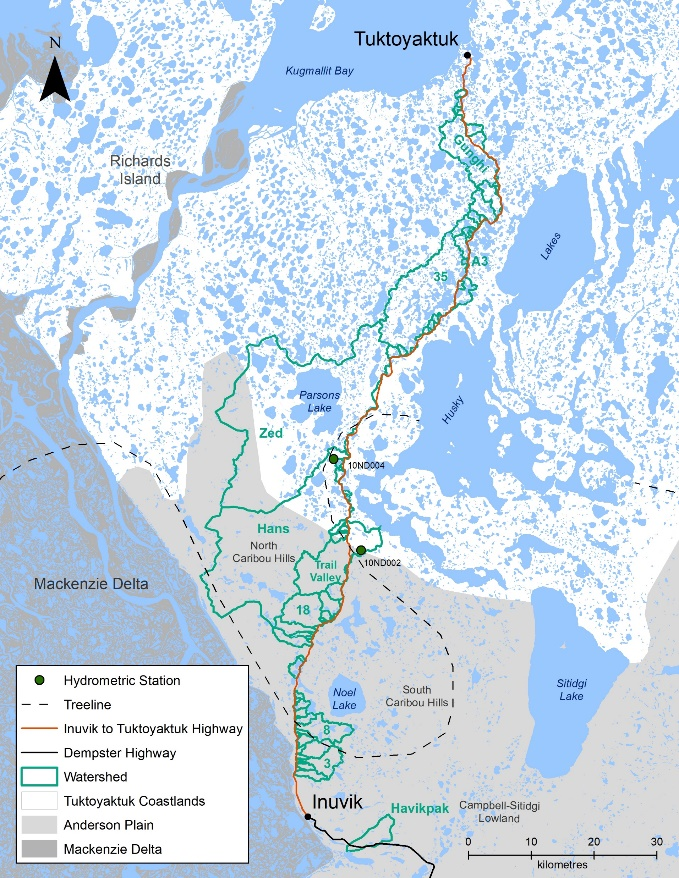 Tuktoyaktuk
N
Kugmallit Bay
Gunghi
Richards
Island
Lakes
A3
35
Parsons
Lake
Husky
Zed
10ND004
Hans
North
Caribou Hills
Trail
Valley
10ND002
Mackenzie Delta
18
Hydrometric Station
Treeline
Inuvik to Tuktoyaktuk Highway
Dempster Highway
Watershed
Tuktoyaktuk Coastlands
Anderson Plain
Mackenzie Delta
Noel
Lake
South
Caribou Hills
Sitidgi
Lake
8
3
Inuvik
Havikpak
Campbell-Sitidgi
Lowland
0 10 20 30
kilometres